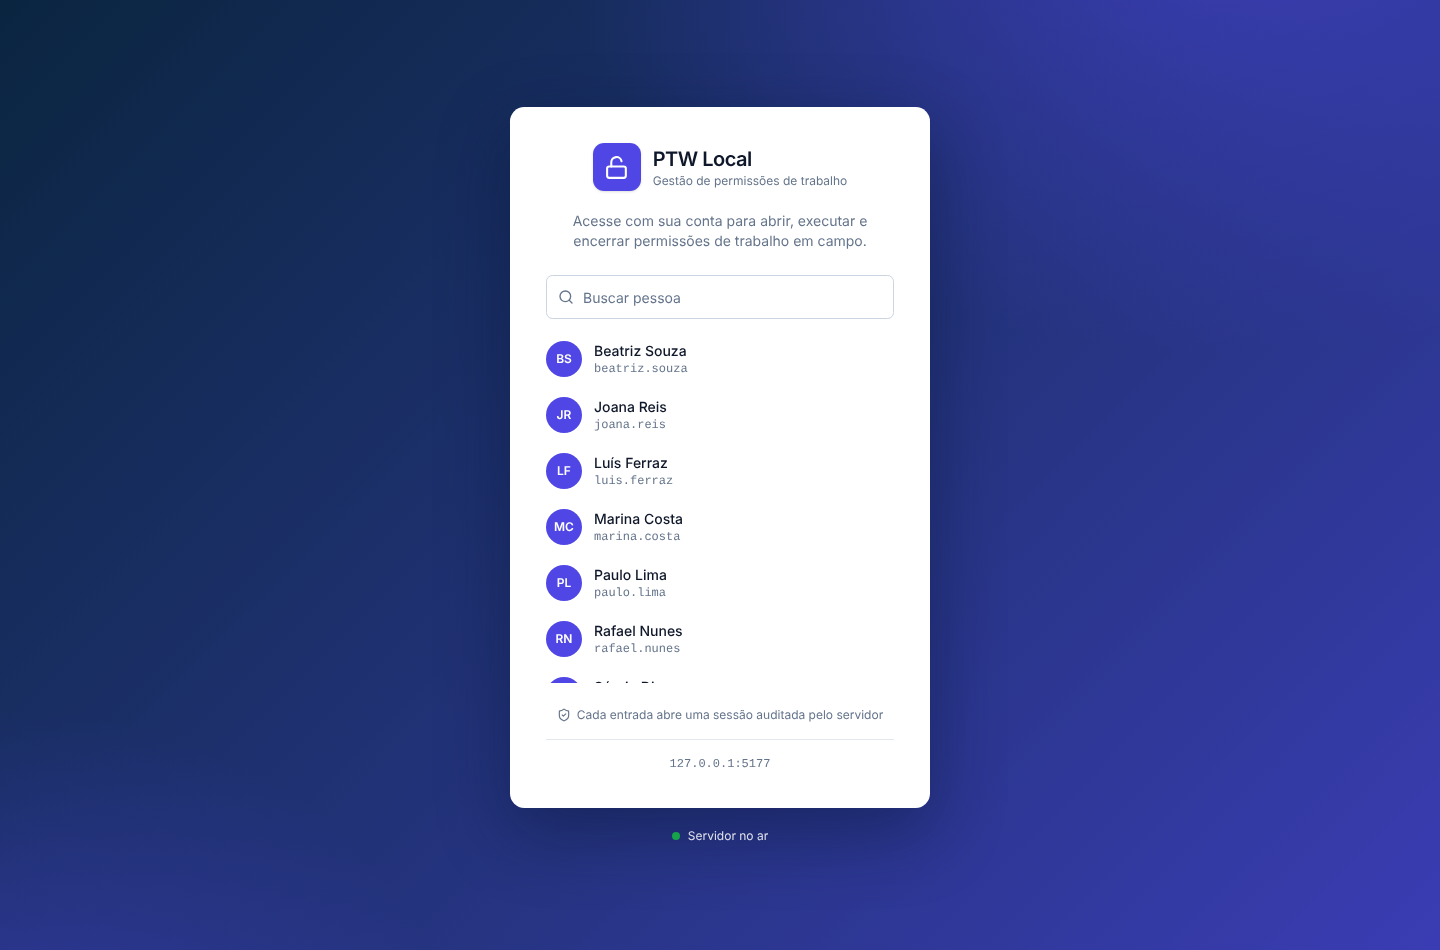 PTW Local
Gestão de permissões de trabalho
Acesse com sua conta para abrir, executar e
encerrar permissões de trabalho em campo.
Buscar pessoa
BS
Beatriz Souza
beatriz.souza
JR
Joana Reis
joana.reis
LF
Luís Ferraz
luis.ferraz
MC
Marina Costa
marina.costa
PL
Paulo Lima
paulo.lima
RN
Rafael Nunes
rafael.nunes
Cada entrada abre uma sessão auditada pelo servidor
127.0.0.1:5177
Servidor no ar